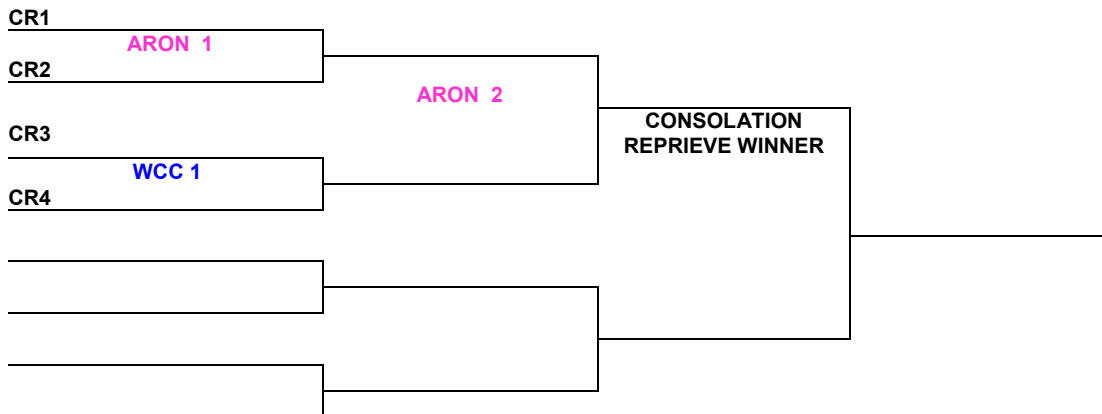 CR1
ARON 1
CR2
ARON 2
CONSOLATION
REPRIEVE WINNER
CR3
WCC 1
CR4